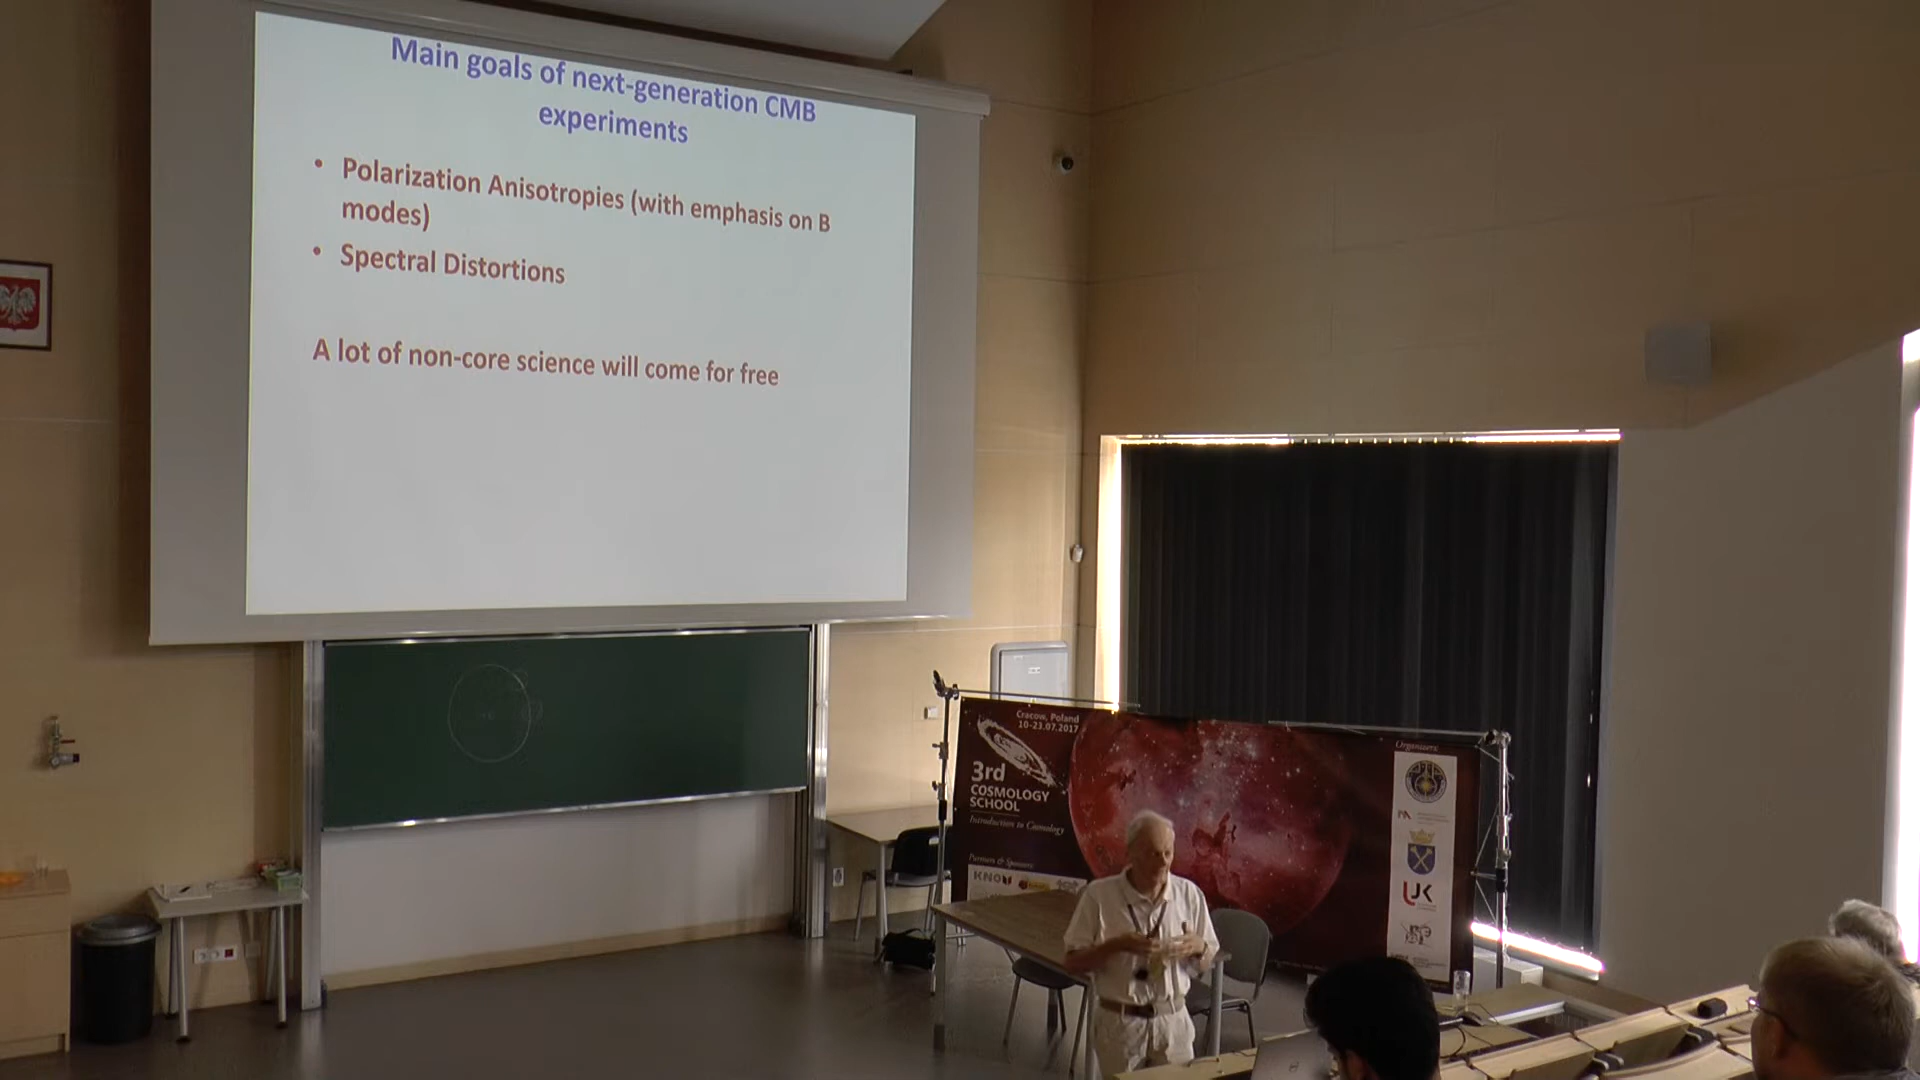 Main goals of next-generation CMB
experiments
• Polarization Anisotropies (with emphasis on B
modes)
• Spectral Distortions
A lot of non-core science will come for free
Cracow, Poland
10-23.07.2017
3rd
COSMOLOGY
SCHOOL
Introduction to Cosmology
Partners & Sponsors:
KNOW
Organizers:
UJK